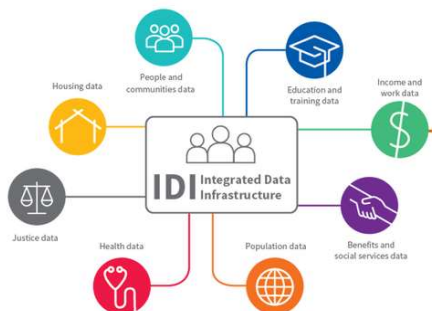 People and
communities data
Education and
training data
Housing data
Income and
work data
IDI Integrated Data
Infrastructure
Justice data
Benefits and
social services data
Health data
Population data